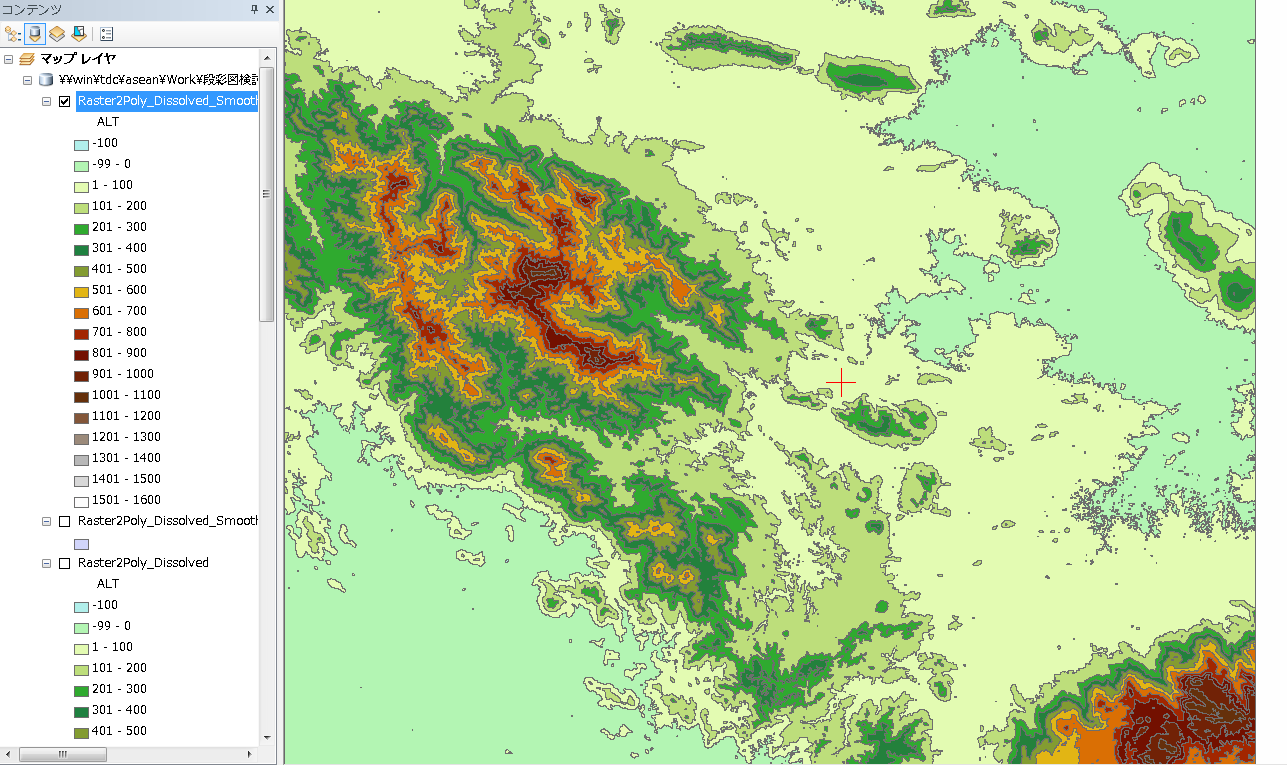 コンテンツ
マップ レイヤ
¥¥win¥tdc¥asean¥Work¥段彩図検討
Raster2Poly_Dissolved_Smooth
ALT
-100
-99 - 0
1 - 100
101 - 200
201 - 300
301 - 400
401 - 500
501 - 600
601 - 700
701 - 800
801 - 900
901 - 1000
1001 - 1100
1101 - 1200
1201 - 1300
1301 - 1400
1401 - 1500
1501 - 1600
Raster2Poly_Dissolved_Smooth
Raster2Poly_Dissolved
ALT
-100
-99 - 0
1 - 100
101 - 200
201 - 300
301 - 400
401 - 500